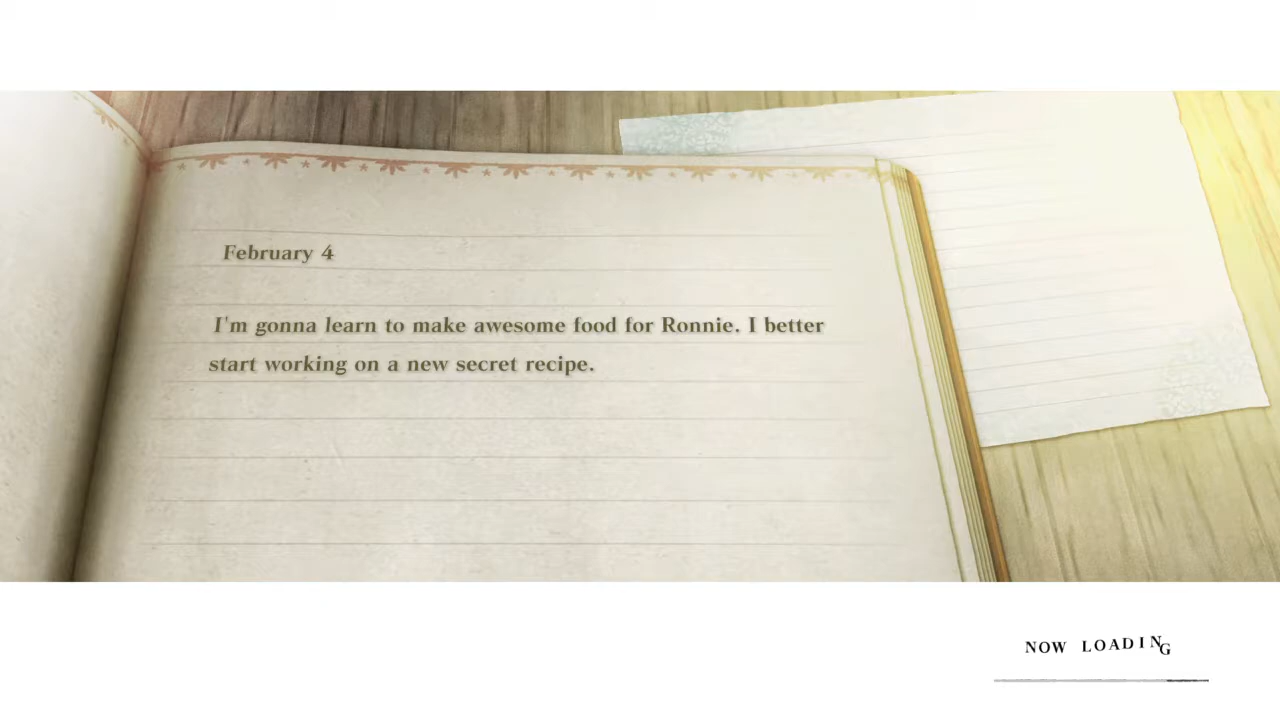 February 4
I'm gonna learn to make awesome food for Ronnie. I better
start working on a new secret recipe.
NOW LOADING